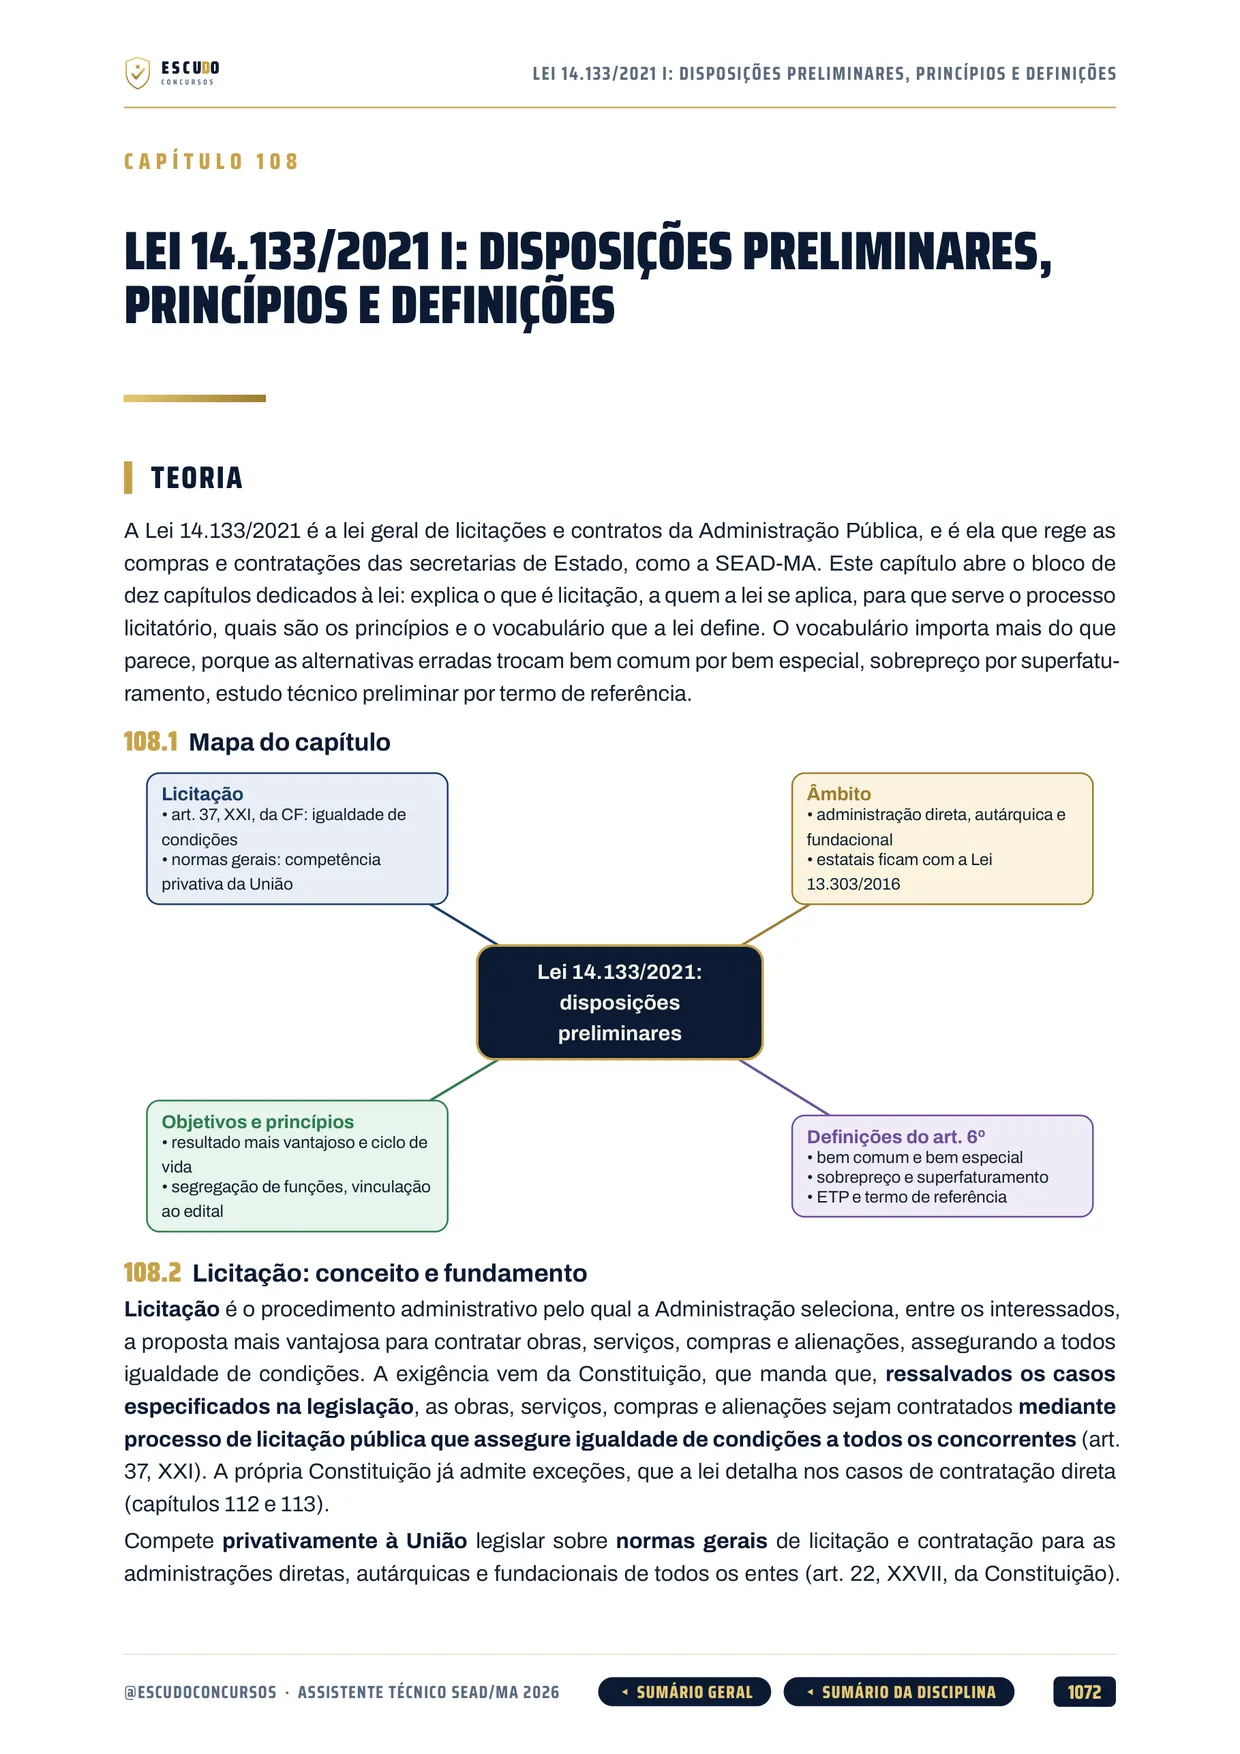 ESCUDO
CONCURSOS
LEI 14.133/2021 I: DISPOSIÇÕES PRELIMINARES, PRINCÍPIOS E DEFINIÇÕES
CAPÍTULO 108
LEI 14.133/2021 I: DISPOSIÇÕES PRELIMINARES,
PRINCÍPIOS E DEFINIÇÕES
TEORIA
A Lei 14.133/2021 é a lei geral de licitações e contratos da Administração Pública, e é ela que rege as
compras e contratações das secretarias de Estado, como a SEAD-MA. Este capítulo abre o bloco de
dez capítulos dedicados à lei: explica o que é licitação, a quem a lei se aplica, para que serve o processo
licitatório, quais são os princípios e o vocabulário que a lei define. O vocabulário importa mais do que
parece, porque as alternativas erradas trocam bem comum por bem especial, sobrepreço por superfatu-
ramento, estudo técnico preliminar por termo de referência.
108.1 Mapa do capítulo
Licitação
• art. 37, XXI, da CF: igualdade de
condições
• normas gerais: competência
privativa da União
Âmbito
• administração direta, autárquica e
fundacional
• estatais ficam com a Lei
13.303/2016
Lei 14.133/2021:
disposições
preliminares
Objetivos e princípios
• resultado mais vantajoso e ciclo de
vida
• segregação de funções, vinculação
ao edital
Definições do art. 6º
• bem comum e bem especial
• sobrepreço e superfaturamento
• ETP e termo de referência
108.2 Licitação: conceito e fundamento
Licitação é o procedimento administrativo pelo qual a Administração seleciona, entre os interessados,
a proposta mais vantajosa para contratar obras, serviços, compras e alienações, assegurando a todos
igualdade de condições. A exigência vem da Constituição, que manda que, ressalvados os casos
especificados na legislação, as obras, serviços, compras e alienações sejam contratados mediante
processo de licitação pública que assegure igualdade de condições a todos os concorrentes (art.
37, XXI). A própria Constituição já admite exceções, que a lei detalha nos casos de contratação direta
(capítulos 112 e 113).
Compete privativamente à União legislar sobre normas gerais de licitação e contratação para as
administrações diretas, autárquicas e fundacionais de todos os entes (art. 22, XXVII, da Constituição).
@ESCUDOCONCURSOS · ASSISTENTE TÉCNICO SEAD/MA 2026
SUMÁRIO GERAL
SUMÁRIO DA DISCIPLINA
1072